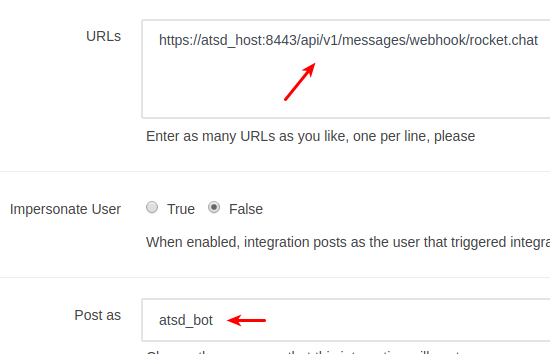 URLs
https://atsd_host:8443/api/v1/messages/webhook/rocket.chat
Enter as many URLs as you like, one per line, please
Impersonate User
True
False
When enabled, integration posts as the user that triggered integra
Post as
atsd_bot